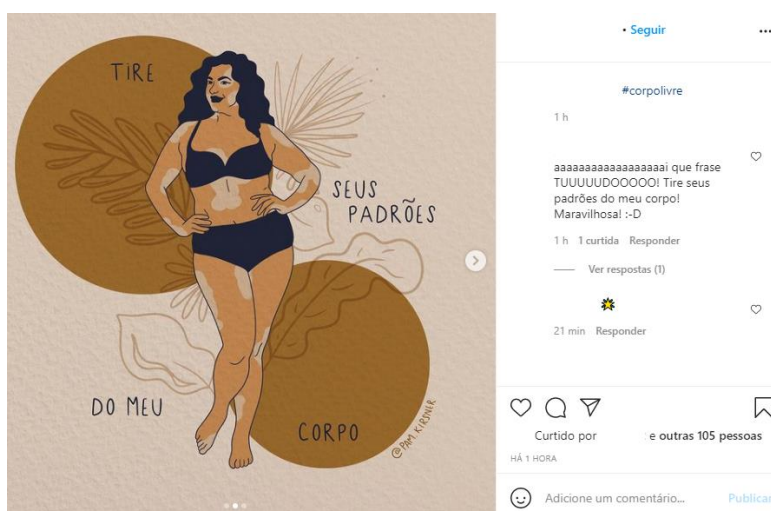 TIRE
SEUS
PADRÕES
DO MEU
CORPO
@PAM.KIRSNER
• Seguir
#corpolivre
1 h
aaaaaaaaaaaaaaaaaai que frase
TUUUUUDOOOOO! Tire seus
padrões do meu corpo!
Maravilhosa! :-D
1 h 1 curtida Responder
Ver respostas (1)
21 min Responder
Curtido por e outras 105 pessoas
HÁ 1 HORA
Adicione um comentário... Publicar